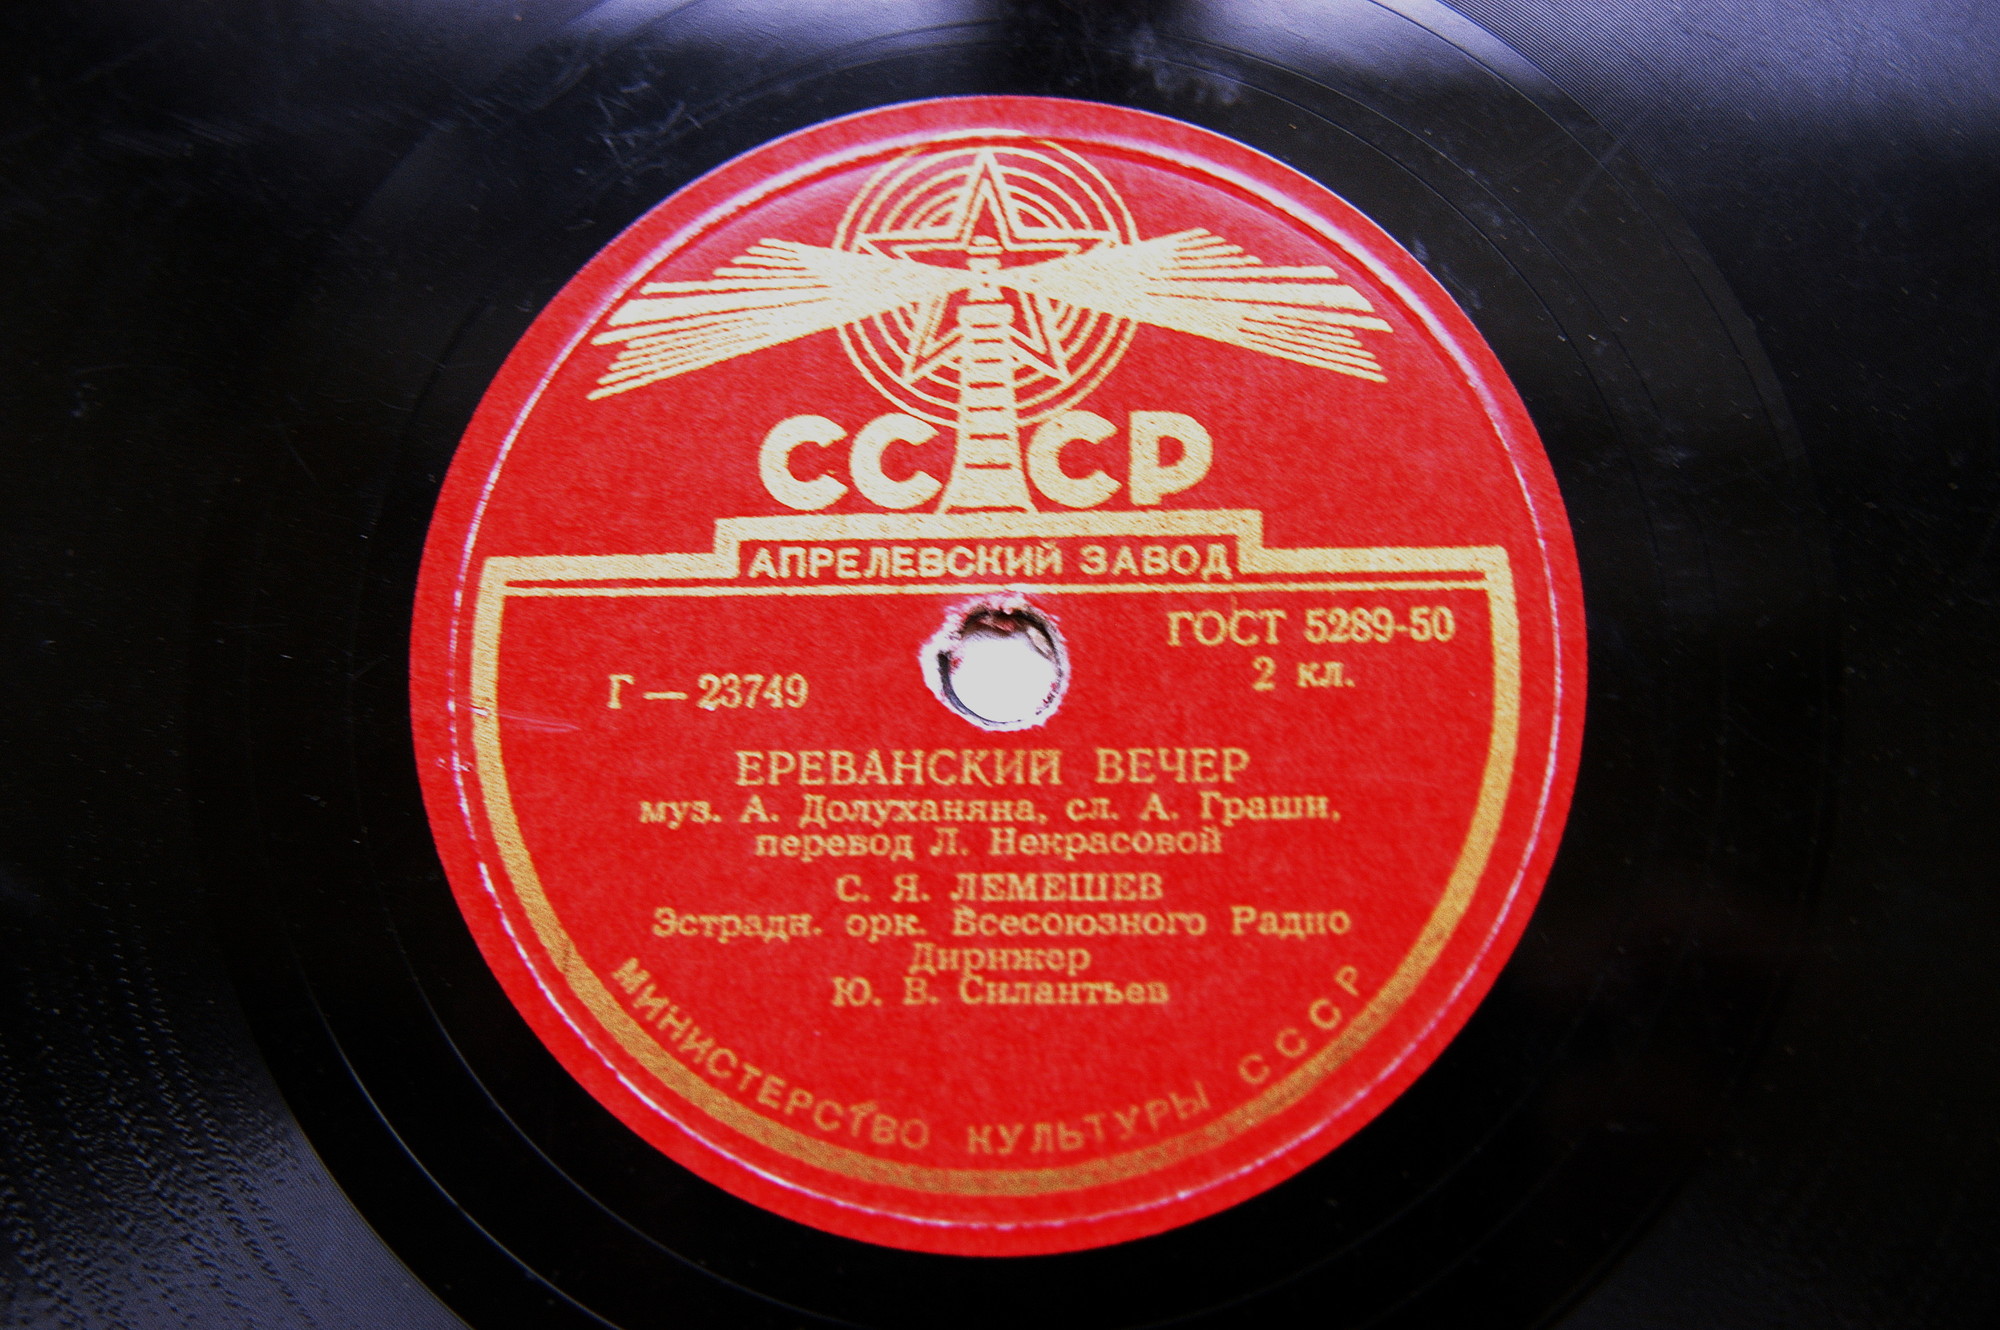 СССР
АПРЕЛЕВСКИЙ ЗАВОД
ГОСТ 5289-50
2 кл.
Г — 23749
ЕРЕВАНСКИЙ ВЕЧЕР
муз. А. Долуханяна, сл. А. Граши,
перевод Л. Некрасовой
С. Я. ЛЕМЕШЕВ
Эстрадн. орк. Всесоюзного Радио
Дирижер
Ю. В. Силантьев
МИНИСТЕРСТВО КУЛЬТУРЫ СССР